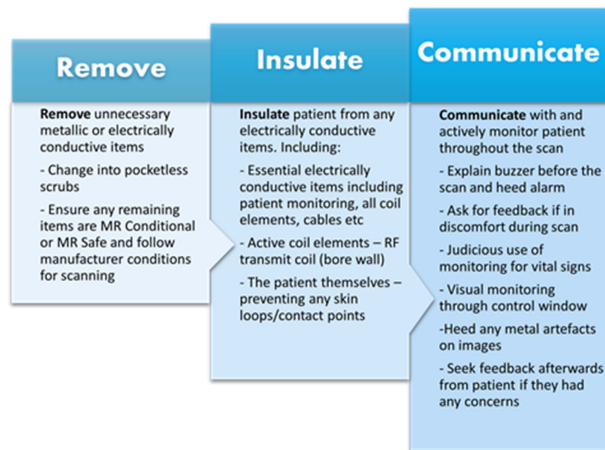 Remove
Remove unnecessary
metallic or electrically
conductive items
- Change into pocketless
scrubs
- Ensure any remaining
items are MR Conditional
or MR Safe and follow
manufacturer conditions
for scanning
Insulate
Insulate patient from any
electrically conductive
items. Including:
- Essential electrically
conductive items including
patient monitoring, all coil
elements, cables etc
- Active coil elements – RF
transmit coil (bore wall)
- The patient themselves –
preventing any skin
loops/contact points
Communicate
Communicate with and
actively monitor patient
throughout the scan
- Explain buzzer before the
scan and heed alarm
- Ask for feedback if in
discomfort during scan
- Judicious use of
monitoring for vital signs
- Visual monitoring
through control window
-Heed any metal artefacts
on images
- Seek feedback afterwards
from patient if they had
any concerns